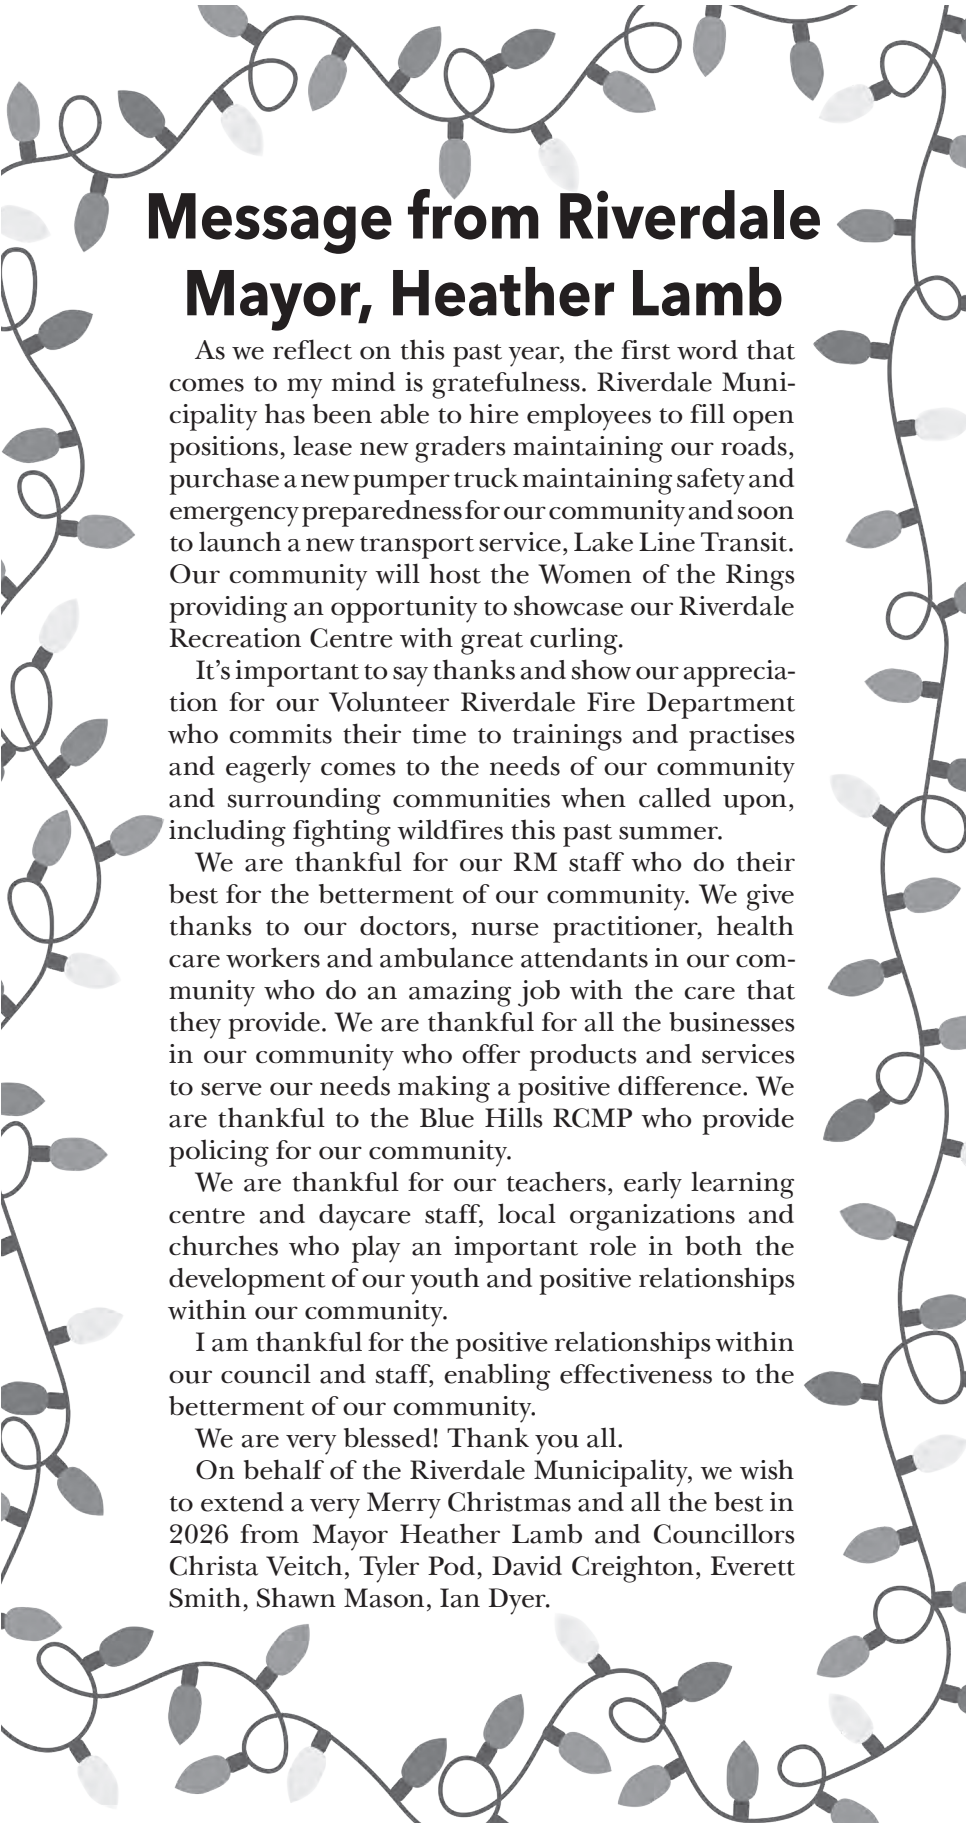 Message from Riverdale
Mayor, Heather Lamb
As we reflect on this past year, the first word that
comes to my mind is gratefulness. Riverdale Muni-
cipality has been able to hire employees to fill open
positions, lease new graders maintaining our roads,
purchase a new pumper truck maintaining safety and
emergency preparedness for our community and soon
to launch a new transport service, Lake Line Transit.
Our community will host the Women of the Rings
providing an opportunity to showcase our Riverdale
Recreation Centre with great curling.
It's important to say thanks and show our apprecia-
tion for our Volunteer Riverdale Fire Department
who commits their time to trainings and practises
and eagerly comes to the needs of our community
and surrounding communities when called upon,
including fighting wildfires this past summer.
We are thankful for our RM staff who do their
best for the betterment of our community. We give
thanks to our doctors, nurse practitioner, health
care workers and ambulance attendants in our com-
munity who do an amazing job with the care that
they provide. We are thankful for all the businesses
in our community who offer products and services
to serve our needs making a positive difference. We
are thankful to the Blue Hills RCMP who provide
policing for our community.
We are thankful for our teachers, early learning
centre and daycare staff, local organizations and
churches who play an important role in both the
development of our youth and positive relationships
within our community.
I am thankful for the positive relationships within
our council and staff, enabling effectiveness to the
betterment of our community.
We are very blessed! Thank you all.
On behalf of the Riverdale Municipality, we wish
to extend a very Merry Christmas and all the best in
2026 from Mayor Heather Lamb and Councillors
Christa Veitch, Tyler Pod, David Creighton, Everett
Smith, Shawn Mason, Ian Dyer.